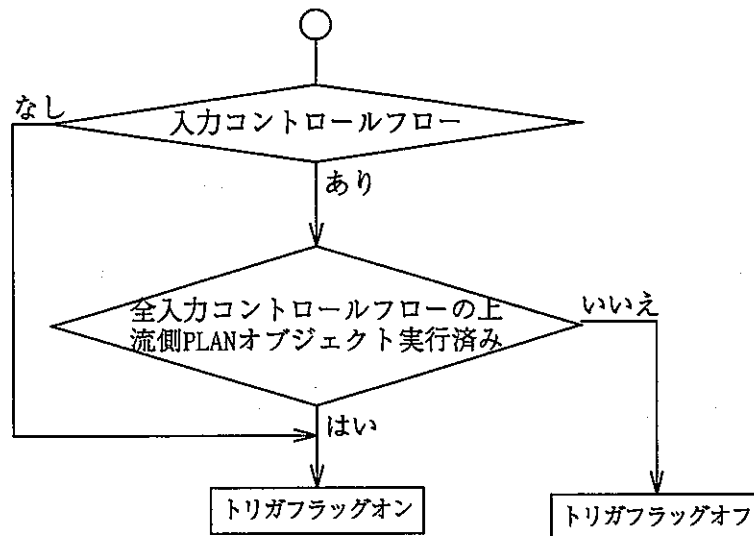 なし
入力コントロールフロー
あり
全入力コントロールフローの上
流側PLANオブジェクト実行済み
いいえ
はい
トリガフラッグオン
トリガフラッグオフ